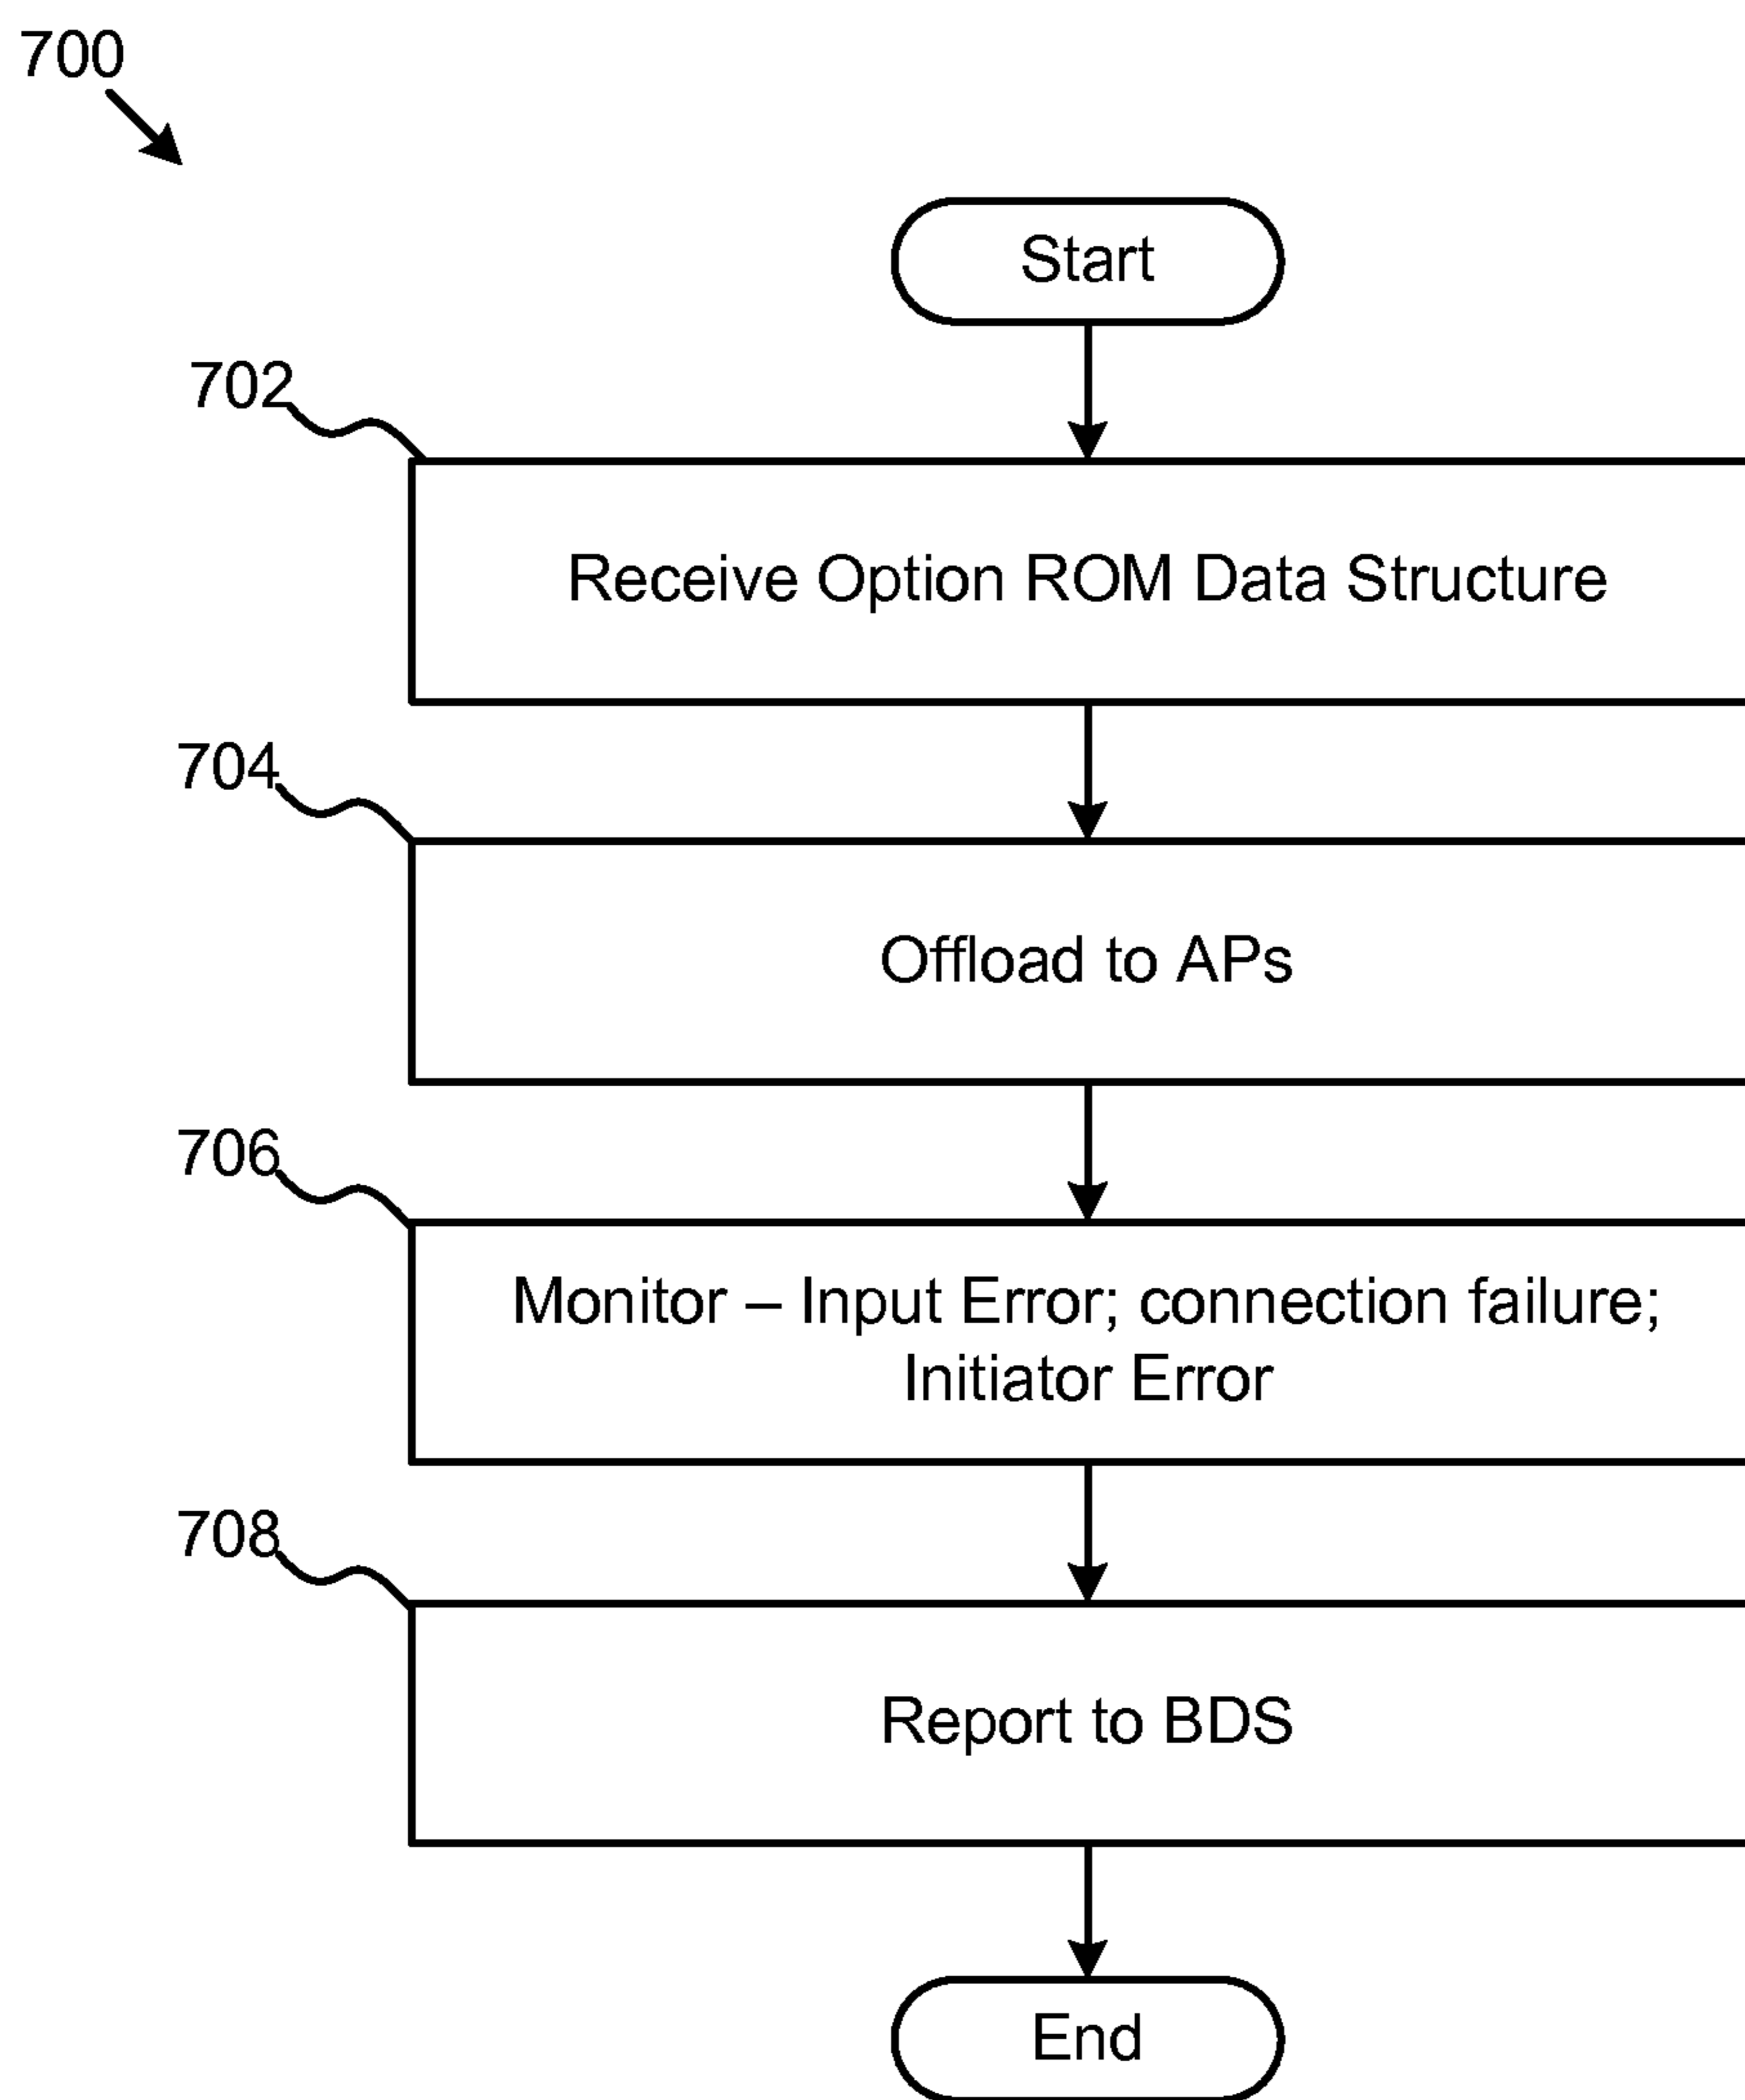 700
Start
702
Receive Option ROM Data Structure
704
Offload to APs
706
Monitor – Input Error; connection failure;
Initiator Error
708
Report to BDS
End